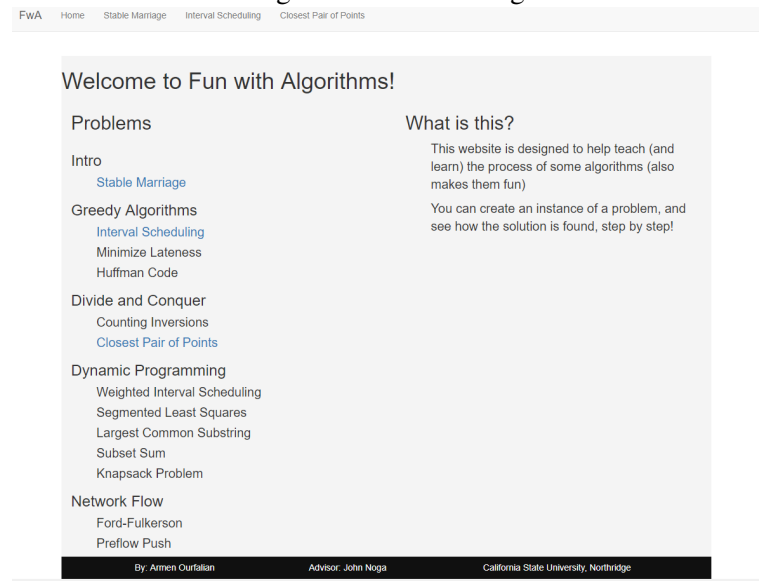 FwA Home Stable Marriage Interval Scheduling Closest Pair of Points
Welcome to Fun with Algorithms!
Problems
Intro
Stable Marriage
Greedy Algorithms
Interval Scheduling
Minimize Lateness
Huffman Code
Divide and Conquer
Counting Inversions
Closest Pair of Points
Dynamic Programming
Weighted Interval Scheduling
Segmented Least Squares
Largest Common Substring
Subset Sum
Knapsack Problem
Network Flow
Ford-Fulkerson
Preflow Push
What is this?
This website is designed to help teach (and
learn) the process of some algorithms (also
makes them fun)
You can create an instance of a problem, and
see how the solution is found, step by step!
By: Armen Ourfalian Advisor: John Noga California State University, Northridge